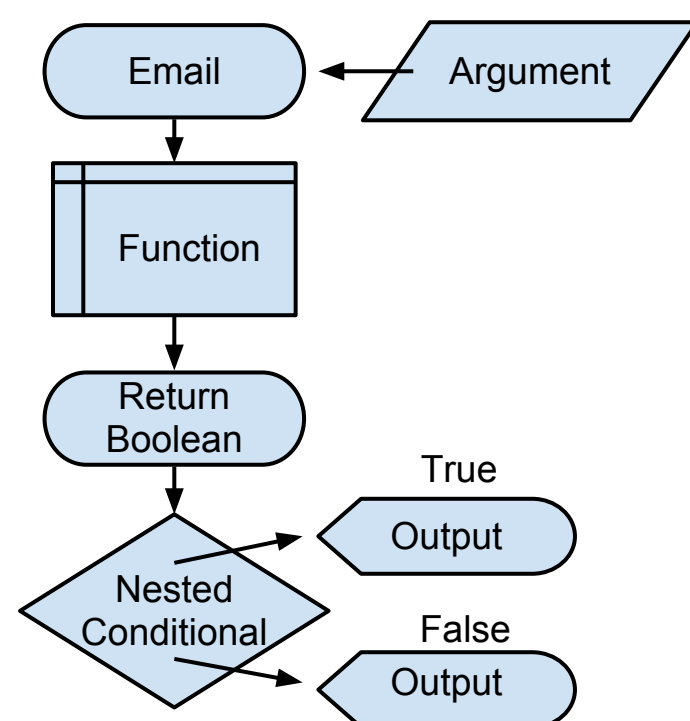 Email
Argument
Function
Return
Boolean
True
Output
Nested
Conditional
False
Output